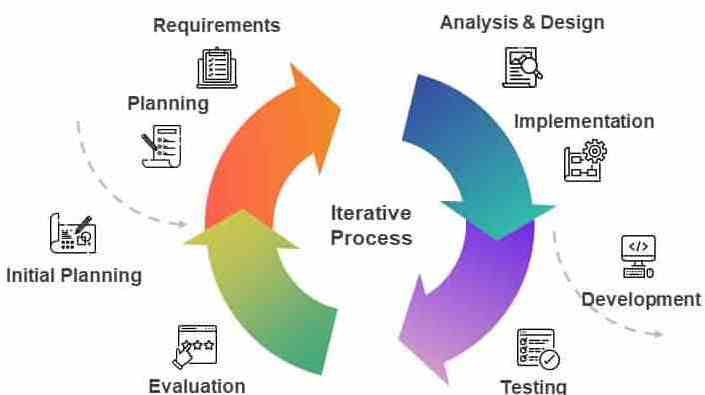 Requirements
Analysis & Design
Planning
Implementation
Iterative
Process
Initial Planning
Development
Evaluation
Testing